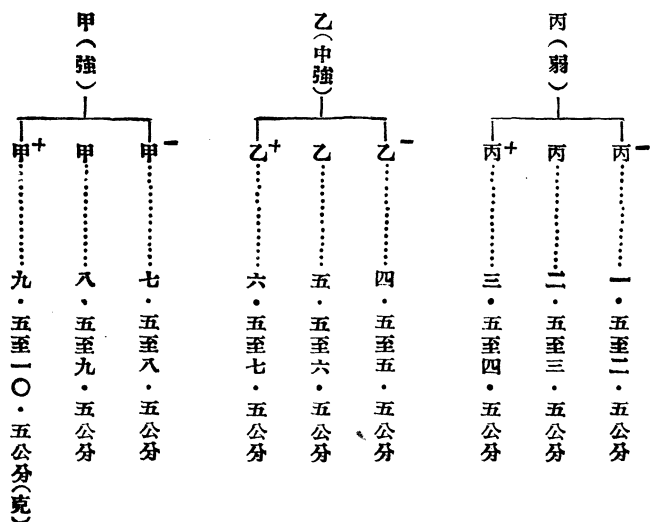 丙(弱)
丙-
一·五至二·五公分
丙
二·五至三·五公分
丙+
三·五至四·五公分
乙(中強)
乙-
四·五至五·五公分
乙
五·五至六·五公分
乙+
六·五至七·五公分
甲(強)
甲-
七·五至八·五公分
甲
八、五至九·五公分
甲+
九·五至一〇·五公分(克)